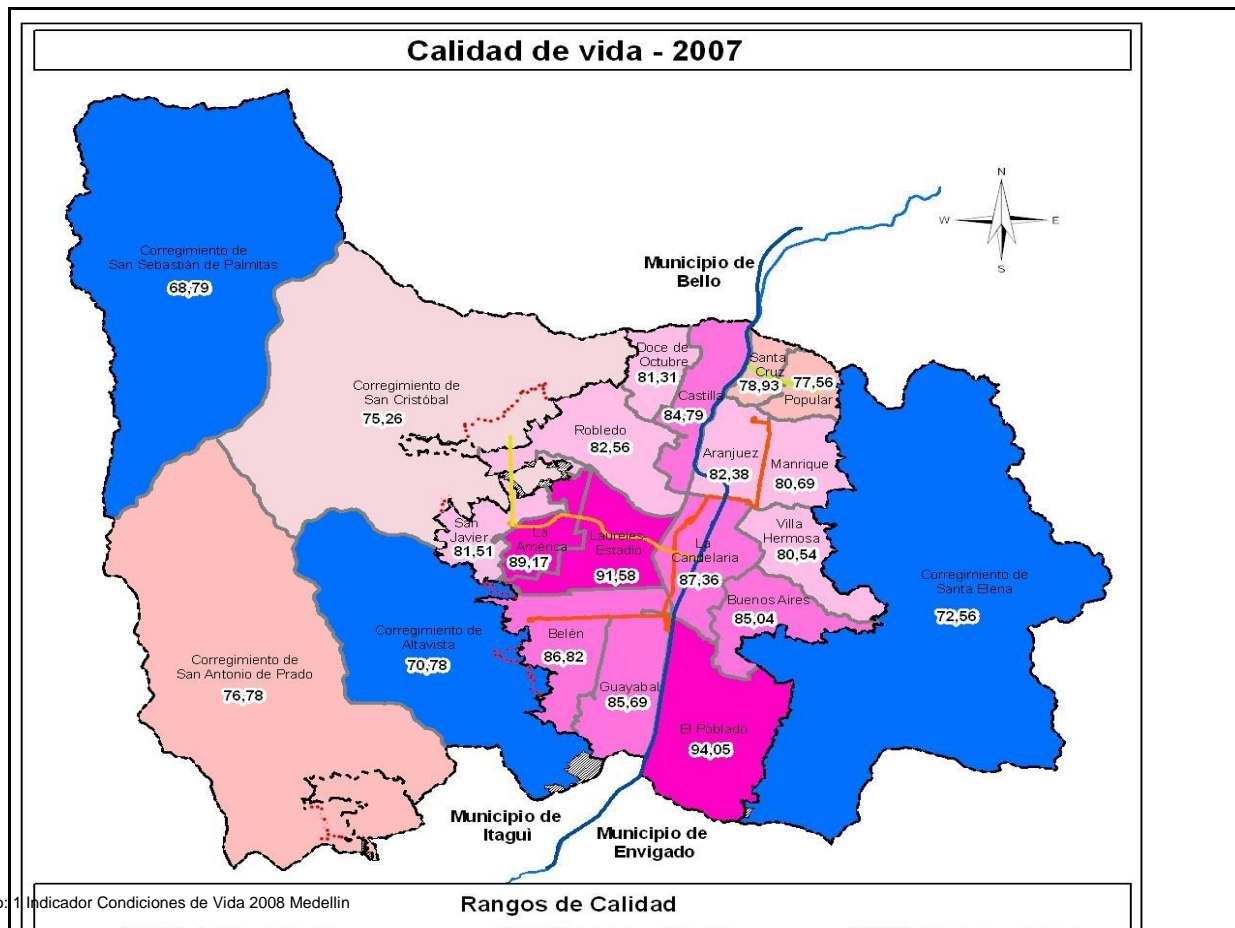 Calidad de vida - 2007
N
W
E
S
Corregimiento de
San Sebastián de Palmitas
68,79
Municipio de
Bello
Doce de
Octubre
81,31
Castilla
84,79
Santa
Cruz
78,93
77,56
Popular
Corregimiento de
San Cristóbal
75,26
Robledo
82,56
Aranjuez
82,38
Manrique
80,69
San
Javier
81,51
La
América
89,17
Laureles
Estadio
91,58
La
Candelaria
87,36
Villa
Hermosa
80,54
Buenos Aires
85,04
Corregimiento de
Santa Elena
72,56
Corregimiento de
Altavista
70,78
Belén
86,82
Guayabal
85,69
Corregimiento de
San Antonio de Prado
76,78
El Poblado
94,05
Municipio de
Itaguì
Municipio de
Envigado
o: 1 Indicador Condiciones de Vida 2008 Medellin
Rangos de Calidad